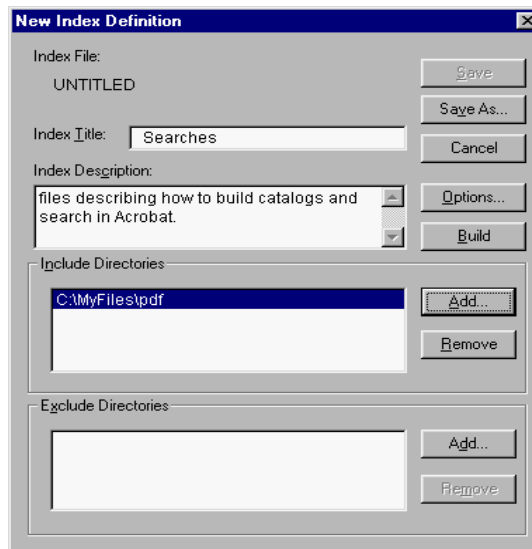 New Index Definition
Index File:
UNTITLED
Save
Save As...
Index Title: Searches
Cancel
Index Description:
files describing how to build catalogs and
search in Acrobat.
Options...
Build
Include Directories
C:\MyFiles\pdf
Add...
Remove
Exclude Directories
Add...
Remove